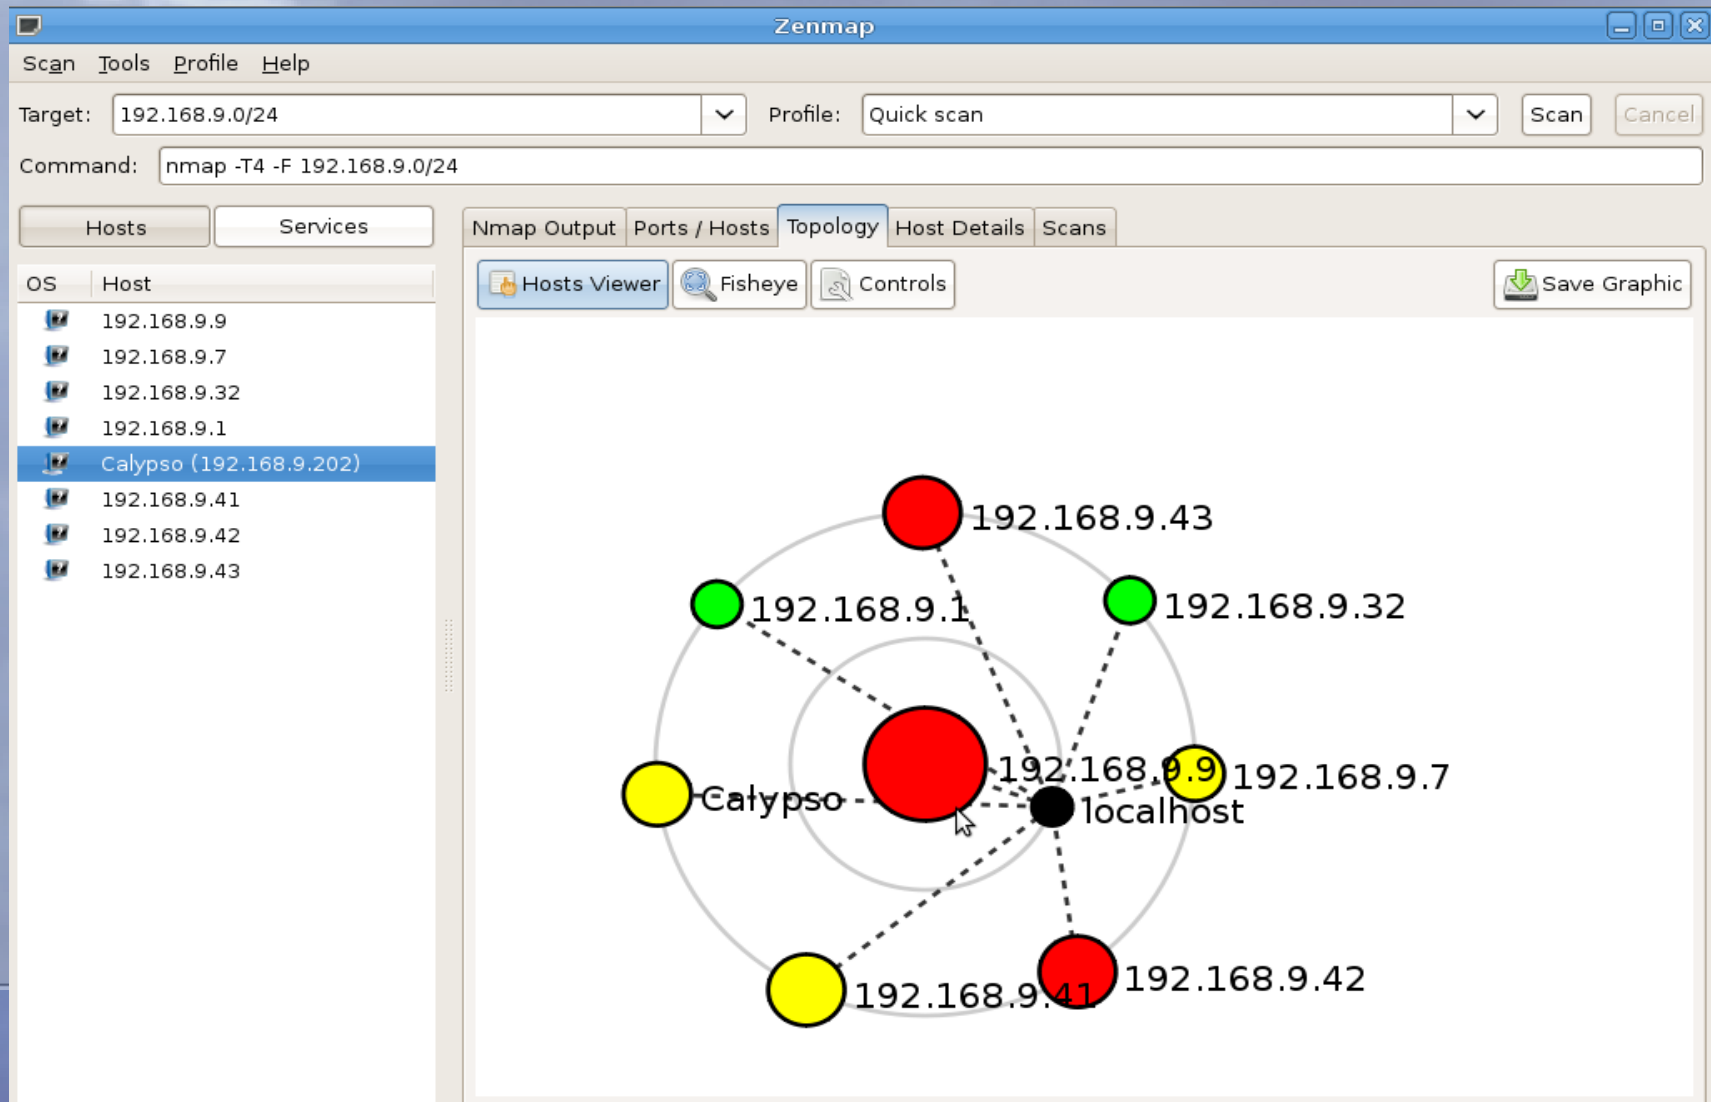 Zenmap
Scan Tools Profile Help
Target: 192.168.9.0/24 Profile: Quick scan Scan Cancel
Command: nmap -T4 -F 192.168.9.0/24
Hosts Services
Nmap Output Ports / Hosts Topology Host Details Scans
OS Host
Hosts Viewer Fisheye Controls Save Graphic
192.168.9.9
192.168.9.7
192.168.9.32
192.168.9.1
Calypso (192.168.9.202)
192.168.9.41
192.168.9.42
192.168.9.43
192.168.9.43
192.168.9.1
192.168.9.32
192.168.9.9
192.168.9.7
Calypso
localhost
192.168.9.42
192.168.9.41